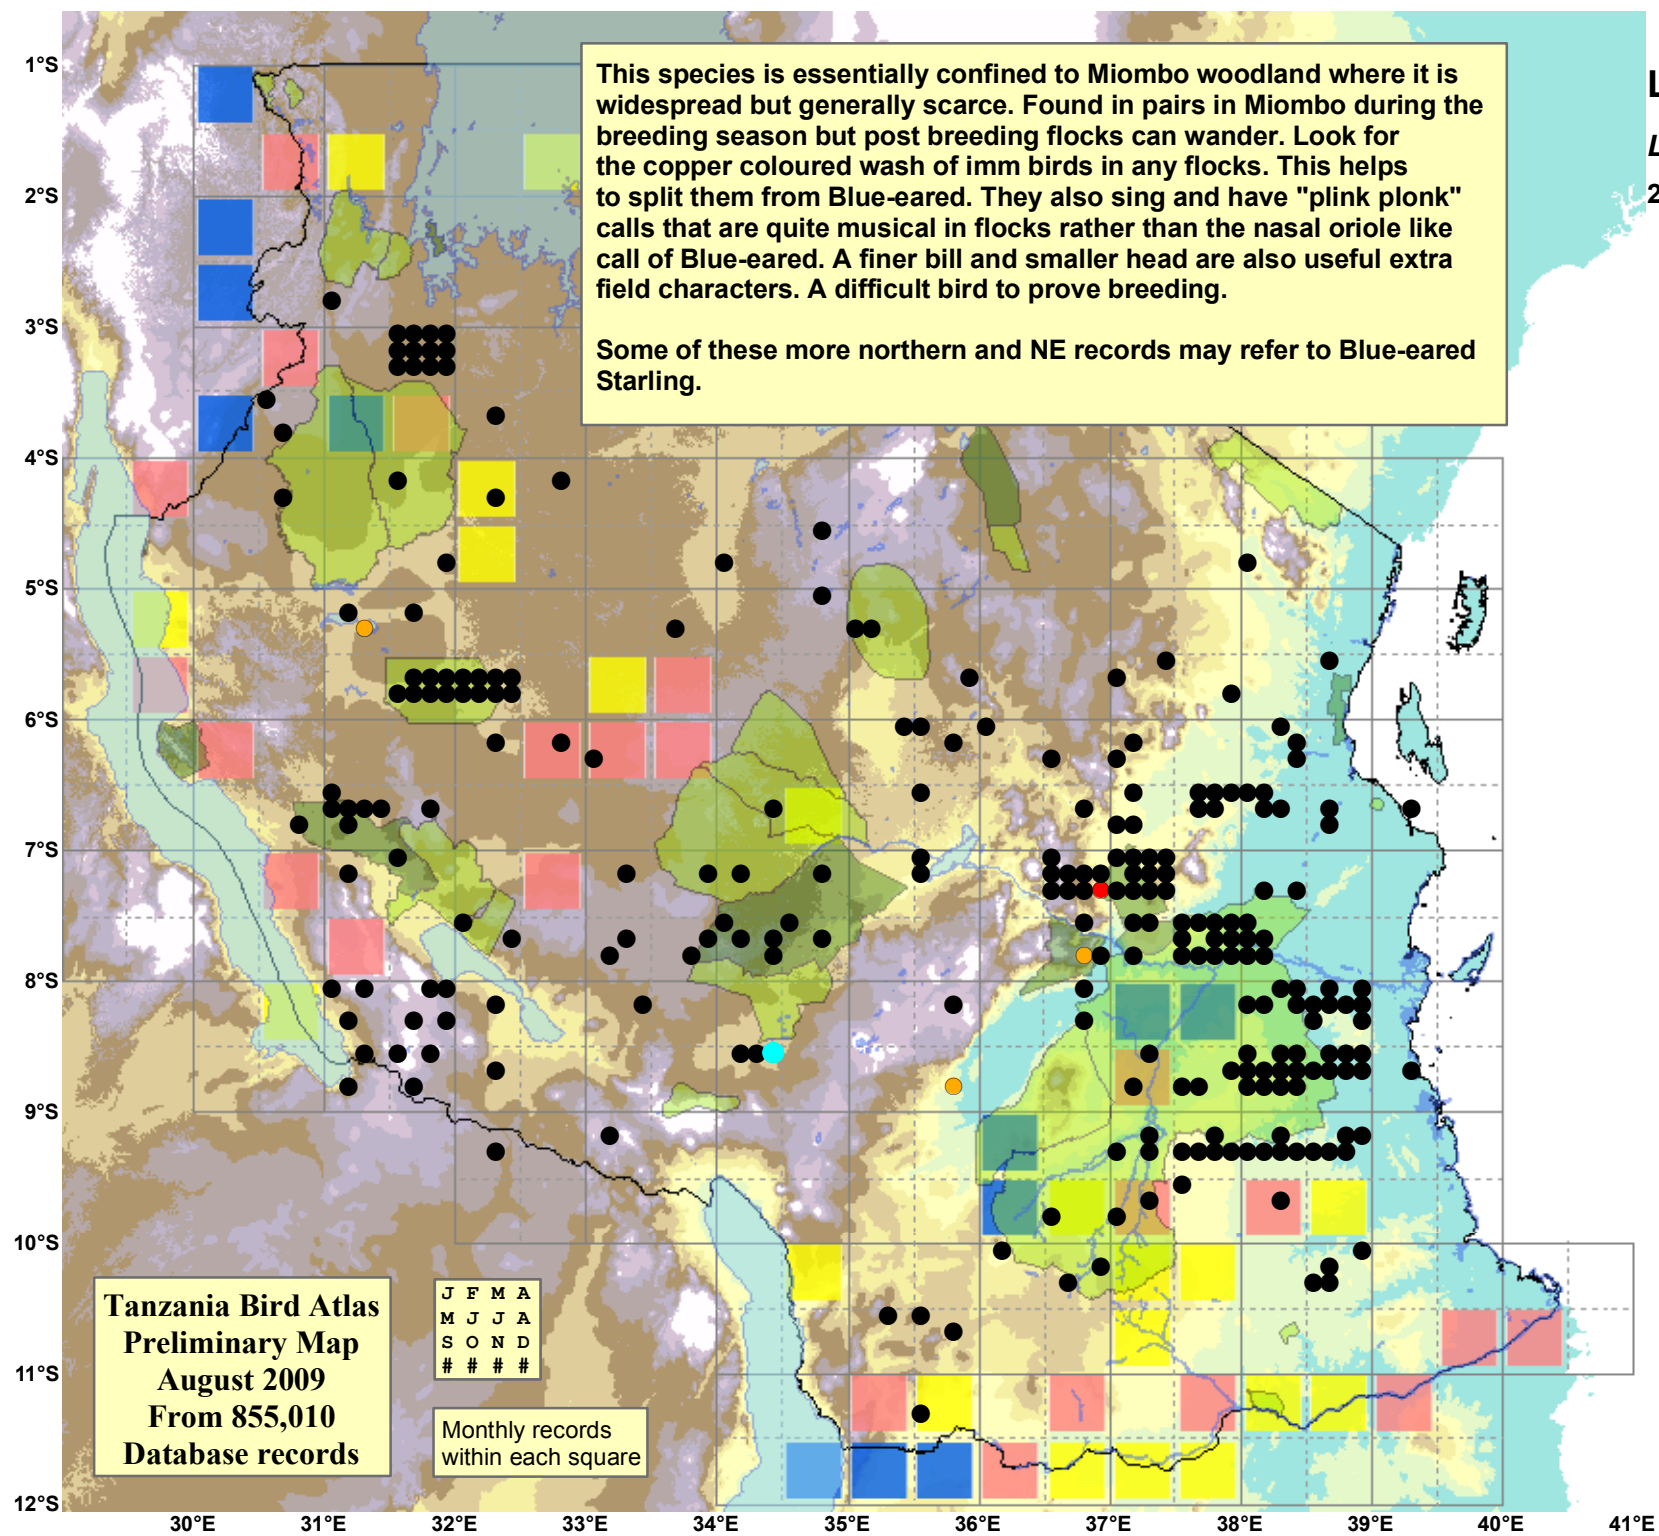 This species is essentially confined to Miombo woodland where it is
widespread but generally scarce. Found in pairs in Miombo during the
breeding season but post breeding flocks can wander. Look for
the copper coloured wash of imm birds in any flocks. This helps
to split them from Blue-eared. They also sing and have "plink plonk"
calls that are quite musical in flocks rather than the nasal oriole like
call of Blue-eared. A finer bill and smaller head are also useful extra
field characters. A difficult bird to prove breeding.
Some of these more northern and NE records may refer to Blue-eared
Starling.
L
L
2
1°S
2°S
3°S
4°S
5°S
6°S
7°S
8°S
9°S
10°S
11°S
12°S
Tanzania Bird Atlas
Preliminary Map
August 2009
From 855,010
Database records
J F M A
M J J A
S O N D
# # # #
Monthly records
within each square
30°E 31°E 32°E 33°E 34°E 35°E 36°E 37°E 38°E 39°E 40°E 41°E